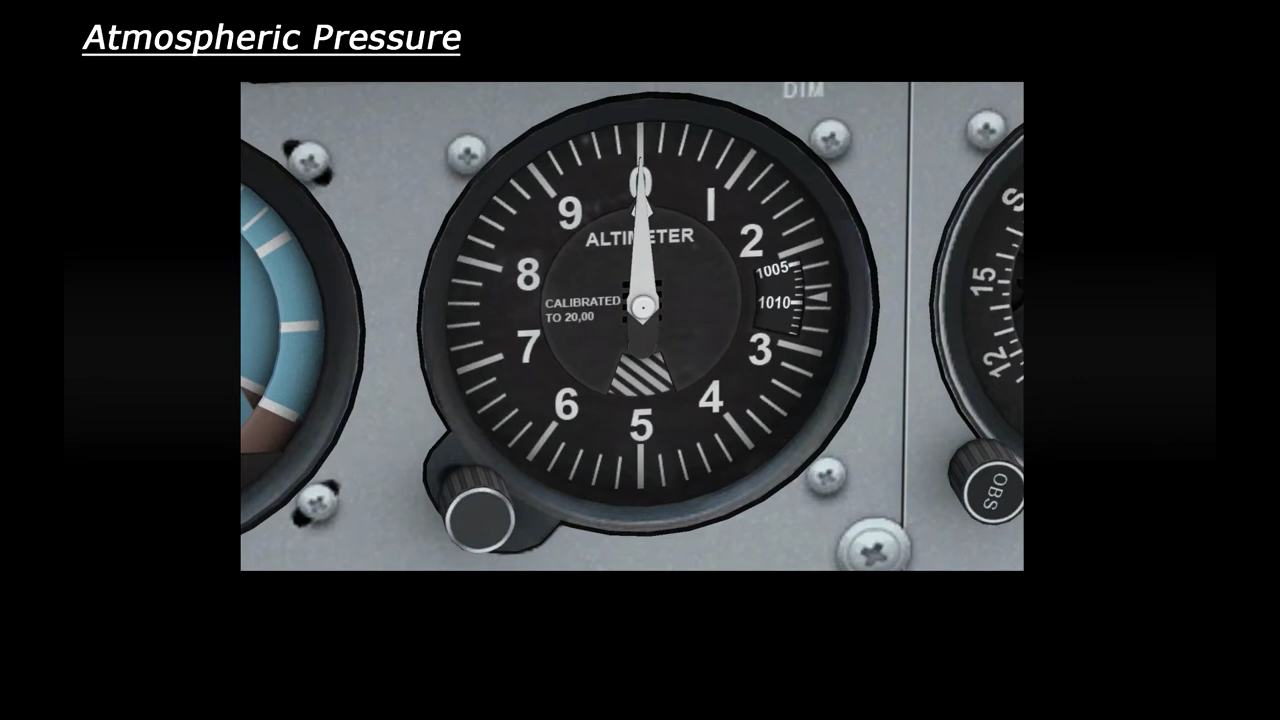 Atmospheric Pressure
DIM
0
9
1
ALTIMETER
2
8
1005
CALIBRATED
TO 20,00
1010
7
3
6
4
5
S
15
12
OBS